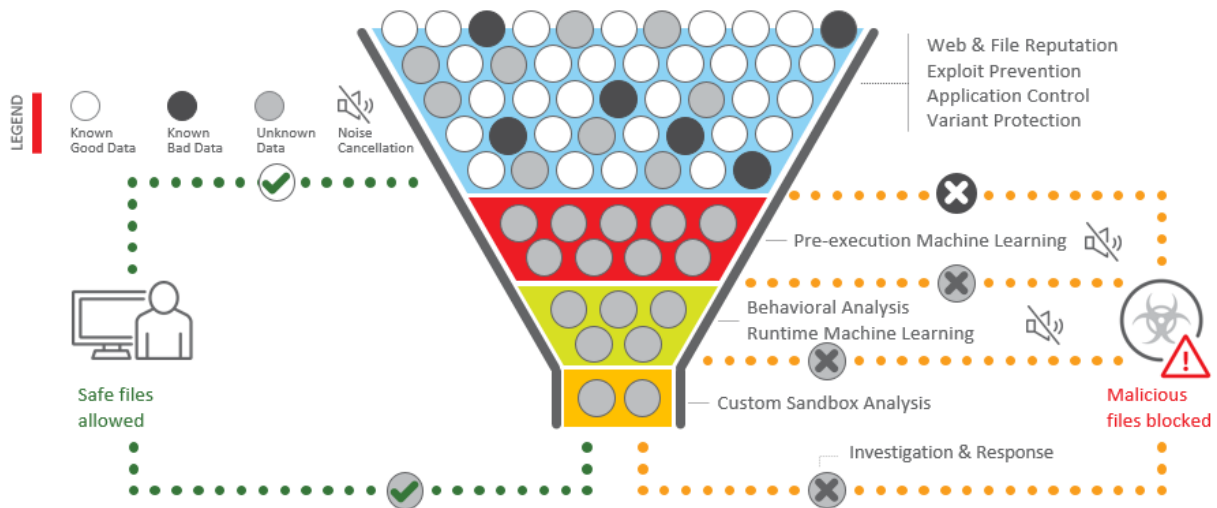 LEGEND
Known
Good Data
Known
Bad Data
Unknown
Data
Noise
Cancellation
Web & File Reputation
Exploit Prevention
Application Control
Variant Protection
Pre-execution Machine Learning
Behavioral Analysis
Runtime Machine Learning
Custom Sandbox Analysis
Safe files
allowed
Malicious
files blocked
Investigation & Response